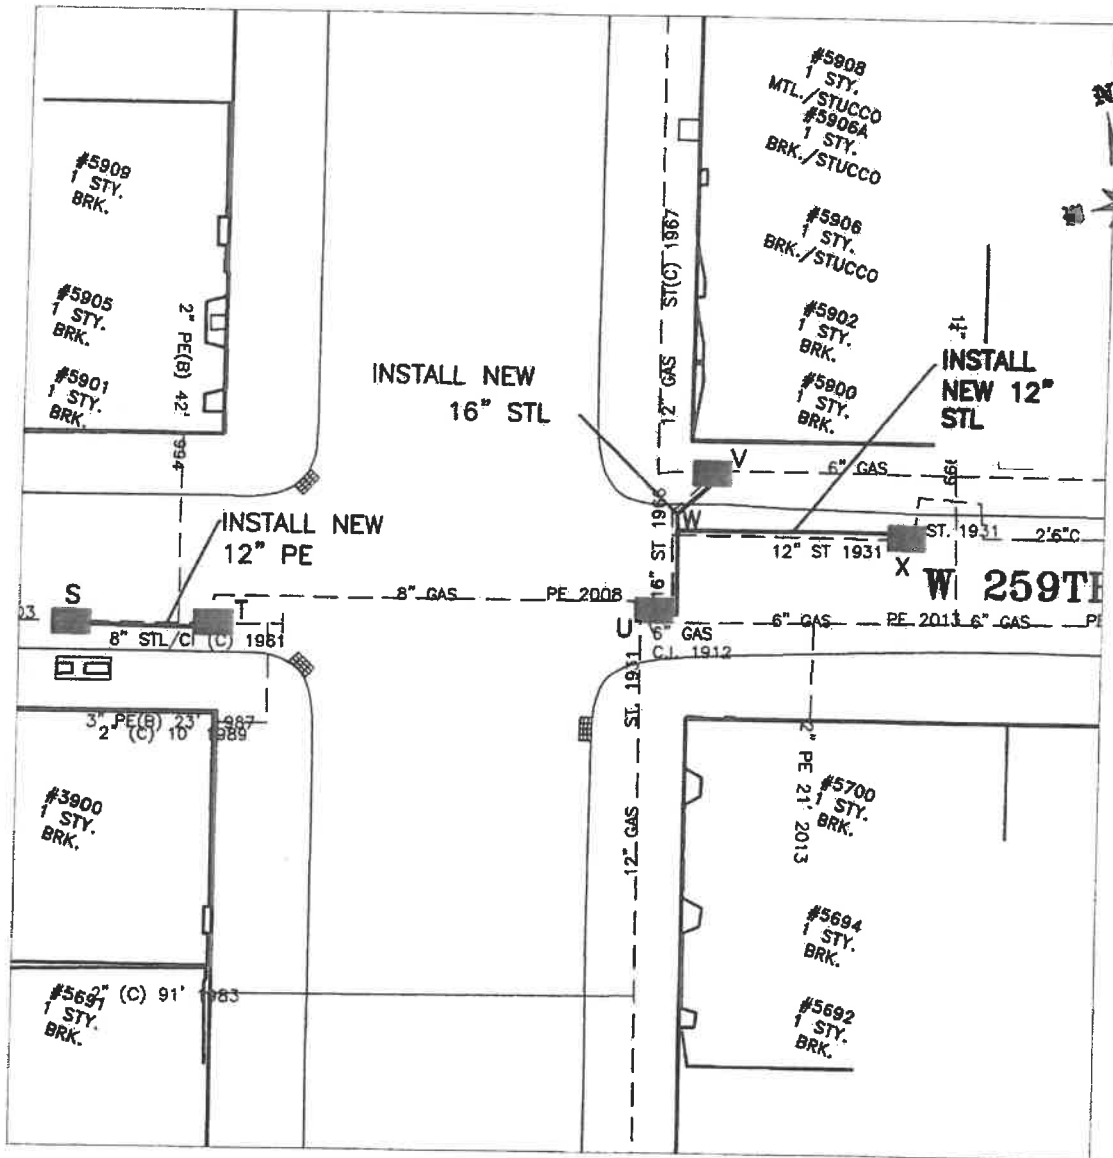 #5908
1 STY.
MTL./STUCCO
#5906A
1 STY.
BRK./STUCCO
#5909
1 STY.
BRK.
#5906
1 STY.
BRK./STUCCO
12" GAS ST(C) 1967
#5905
1 STY.
BRK.
2" PE(B) 42'
#5902
1 STY.
BRK.
#5901
1 STY.
BRK.
INSTALL NEW
16" STL
INSTALL
NEW 12"
STL
#5900
1 STY.
BRK.
V
6" GAS
INSTALL NEW
12" PE
16" ST 1966
W
12" ST 1931
X
ST. 1931
2'6"C
W 259TH
S
T
8" GAS PE 2008
U
8" STL/CI (C) 1961
6" GAS
C.I. 1912
6" GAS PE 2013 6" GAS
3" PE(B) 23' 1987
2" (C) 10' 1989
12" GAS ST. 1931
2" PE 21' 2013
#3900
1 STY.
BRK.
#5700
1 STY.
BRK.
#5694
1 STY.
BRK.
#5691
1 STY.
BRK.
2" (C) 91' 1983
#5692
1 STY.
BRK.